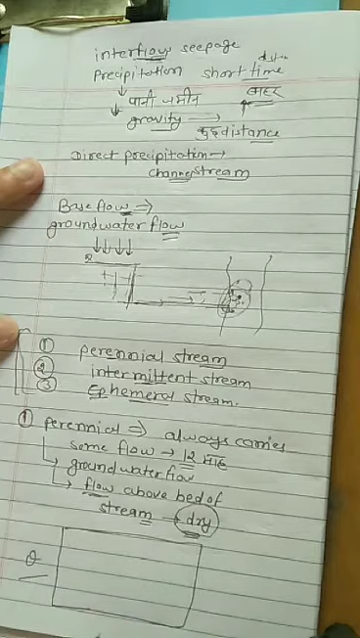 interflow, seepage
precipitation short time
↓ पानी जमीन बाहर
↓ gravity → कुछ distance
Direct precipitation →
channel stream
Base flow ⇒
groundwater flow
① perennial stream
② intermittent stream
③ Ephemeral stream.
① perennial ⇒ always carries
some flow → 12 माह
groundwater flow
flow above bed of
stream → dry
Q